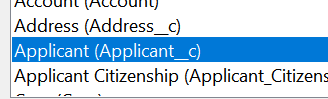 Account (Account)
Address (Address__c)
Applicant (Applicant__c)
Applicant Citizenship (Applicant_Citizens